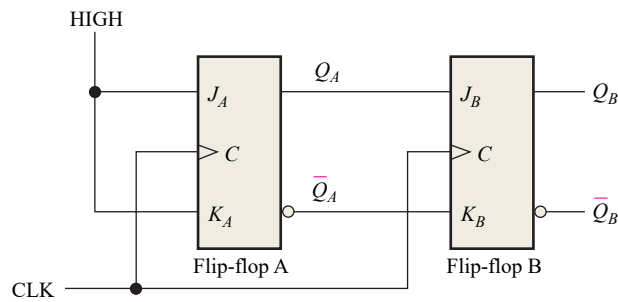 HIGH
J_A
Q_A
J_B
Q_B
C
C
K_A
Q̅_A
K_B
Q̅_B
Flip-flop A
Flip-flop B
CLK